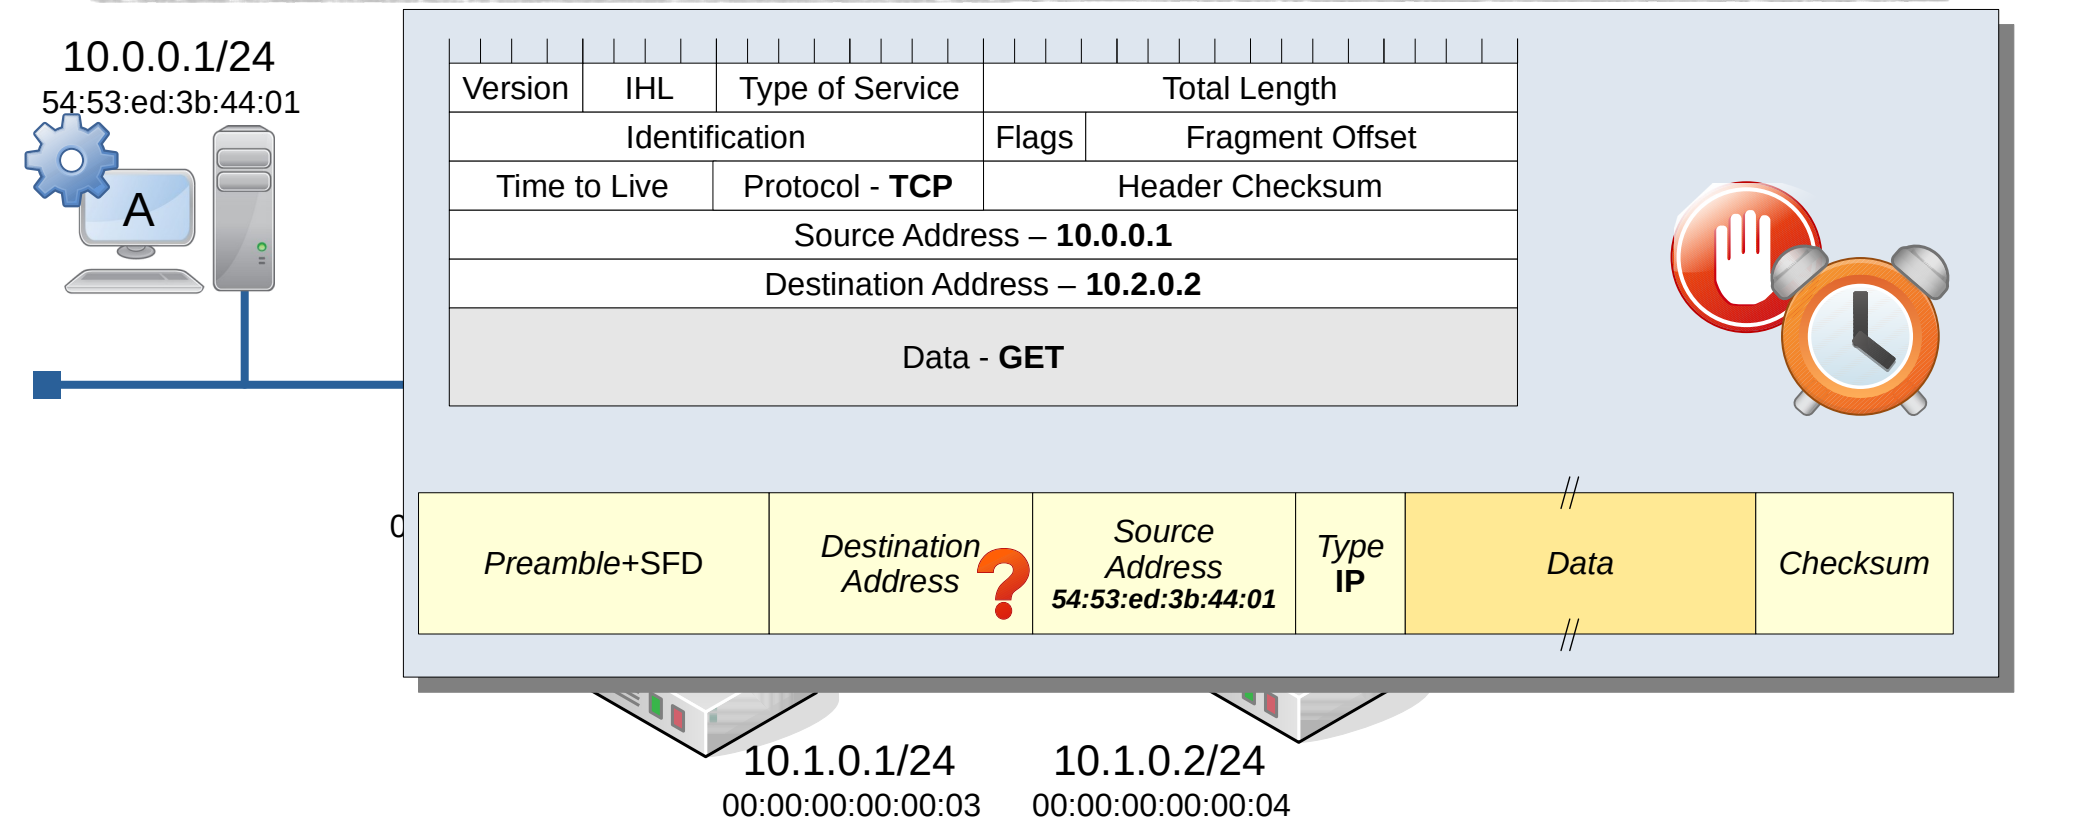 10.0.0.1/24
54:53:ed:3b:44:01
A
Version IHL Type of Service Total Length
Identification Flags Fragment Offset
Time to Live Protocol - TCP Header Checksum
Source Address – 10.0.0.1
Destination Address – 10.2.0.2
Data - GET
0
Preamble+SFD
Destination
Address
Source
Address
54:53:ed:3b:44:01
Type
IP
Data
Checksum
10.1.0.1/24
00:00:00:00:00:03
10.1.0.2/24
00:00:00:00:00:04